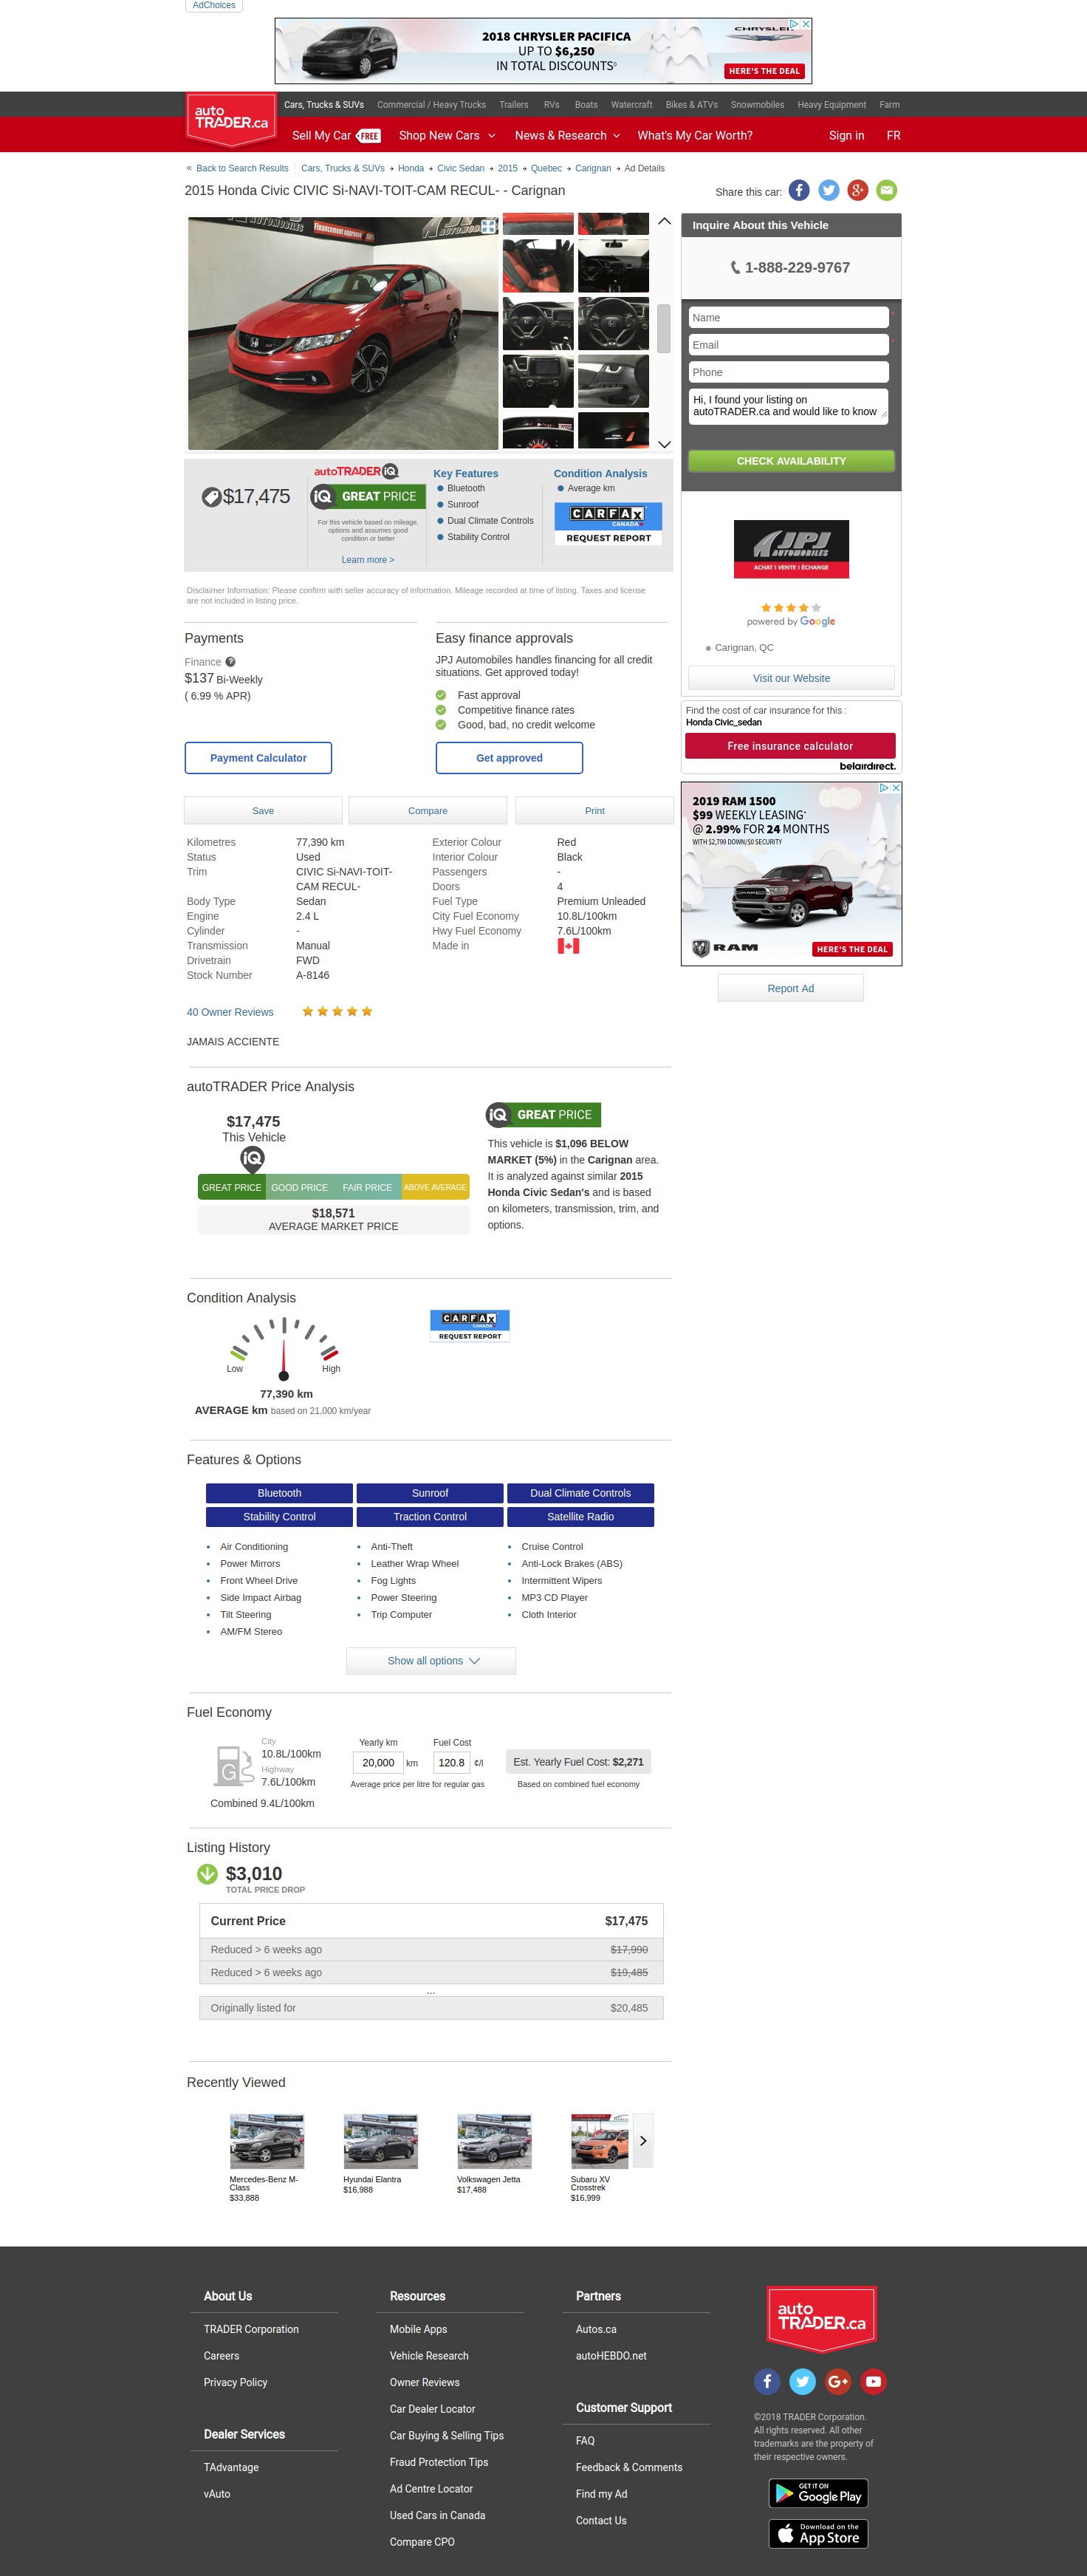 AdChoices
2018 CHRYSLER PACIFICA
UP TO $6,250
IN TOTAL DISCOUNTS◊
CHRYSLER
HERE'S THE DEAL
auto TRADER.ca
Cars, Trucks & SUVs Commercial / Heavy Trucks Trailers RVs Boats Watercraft Bikes & ATVs Snowmobiles Heavy Equipment Farm
Sell My Car FREE Shop New Cars News & Research What's My Car Worth? Sign in FR
« Back to Search Results Cars, Trucks & SUVs Honda Civic Sedan 2015 Quebec Carignan Ad Details
2015 Honda Civic CIVIC Si-NAVI-TOIT-CAM RECUL- - Carignan
Share this car:
Inquire About this Vehicle
1-888-229-9767
Name
Email
Phone
Hi, I found your listing on
autoTRADER.ca and would like to know
CHECK AVAILABILITY
$17,475
autoTRADER iQ
iQ GREAT PRICE
For this vehicle based on mileage,
options and assumes good
condition or better
Learn more >
Key Features
Bluetooth
Sunroof
Dual Climate Controls
Stability Control
Condition Analysis
Average km
CARFAX
CANADA
REQUEST REPORT
JPJ
AUTOMOBILES
ACHAT | VENTE | ÉCHANGE
powered by Google
Carignan, QC
Visit our Website
Disclaimer Information: Please confirm with seller accuracy of information. Mileage recorded at time of listing. Taxes and license
are not included in listing price.
Payments
Finance ?
$137 Bi-Weekly
( 6.99 % APR)
Payment Calculator
Easy finance approvals
JPJ Automobiles handles financing for all credit
situations. Get approved today!
Fast approval
Competitive finance rates
Good, bad, no credit welcome
Get approved
Find the cost of car insurance for this :
Honda Civic_sedan
Free insurance calculator
belairdirect.
2019 RAM 1500
$99 WEEKLY LEASING*
@ 2.99% FOR 24 MONTHS
WITH $2,799 DOWN/$0 SECURITY
RAM
HERE'S THE DEAL
Report Ad
Save Compare Print
Kilometres 77,390 km
Status Used
Trim CIVIC Si-NAVI-TOIT-
CAM RECUL-
Body Type Sedan
Engine 2.4 L
Cylinder -
Transmission Manual
Drivetrain FWD
Stock Number A-8146
Exterior Colour Red
Interior Colour Black
Passengers -
Doors 4
Fuel Type Premium Unleaded
City Fuel Economy 10.8L/100km
Hwy Fuel Economy 7.6L/100km
Made in
40 Owner Reviews
JAMAIS ACCIENTE
autoTRADER Price Analysis
$17,475
This Vehicle
iQ
GREAT PRICE GOOD PRICE FAIR PRICE ABOVE AVERAGE
$18,571
AVERAGE MARKET PRICE
iQ GREAT PRICE
This vehicle is $1,096 BELOW
MARKET (5%) in the Carignan area.
It is analyzed against similar 2015
Honda Civic Sedan's and is based
on kilometers, transmission, trim, and
options.
Condition Analysis
Low High
77,390 km
AVERAGE km based on 21,000 km/year
CARFAX
CANADA
REQUEST REPORT
Features & Options
Bluetooth Sunroof Dual Climate Controls
Stability Control Traction Control Satellite Radio
Air Conditioning Anti-Theft Cruise Control
Power Mirrors Leather Wrap Wheel Anti-Lock Brakes (ABS)
Front Wheel Drive Fog Lights Intermittent Wipers
Side Impact Airbag Power Steering MP3 CD Player
Tilt Steering Trip Computer Cloth Interior
AM/FM Stereo
Show all options
Fuel Economy
G
City
10.8L/100km
Highway
7.6L/100km
Combined 9.4L/100km
Yearly km Fuel Cost
20,000 km 120.8 ¢/l
Average price per litre for regular gas
Est. Yearly Fuel Cost: $2,271
Based on combined fuel economy
Listing History
$3,010
TOTAL PRICE DROP
Current Price $17,475
Reduced > 6 weeks ago $17,990
Reduced > 6 weeks ago $19,485
...
Originally listed for $20,485
Recently Viewed
Mercedes-Benz M-
Class
$33,888
Hyundai Elantra
$16,988
Volkswagen Jetta
$17,488
Subaru XV
Crosstrek
$16,999
About Us
TRADER Corporation
Careers
Privacy Policy
Dealer Services
TAdvantage
vAuto
Resources
Mobile Apps
Vehicle Research
Owner Reviews
Car Dealer Locator
Car Buying & Selling Tips
Fraud Protection Tips
Ad Centre Locator
Used Cars in Canada
Compare CPO
Partners
Autos.ca
autoHEBDO.net
Customer Support
FAQ
Feedback & Comments
Find my Ad
Contact Us
auto TRADER.ca
©2018 TRADER Corporation.
All rights reserved. All other
trademarks are the property of
their respective owners.
GET IT ON
Google Play
Download on the
App Store